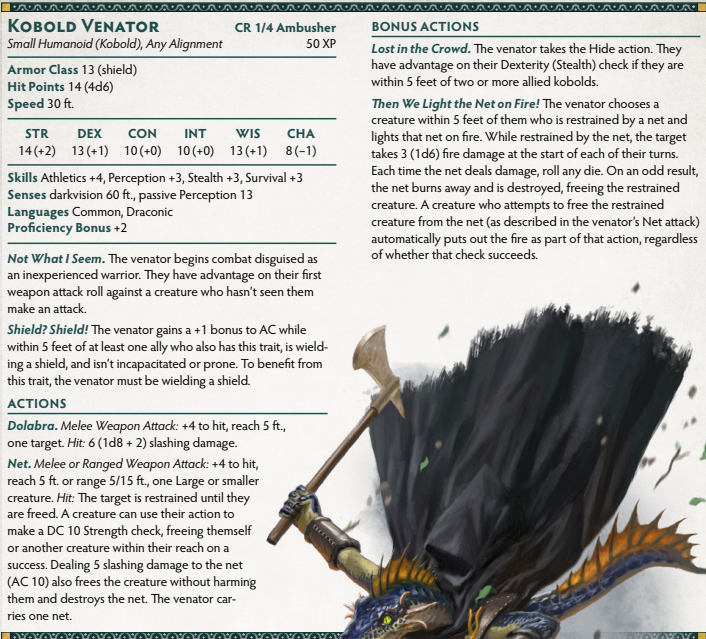 Kobold Venator CR 1/4 Ambusher
Small Humanoid (Kobold), Any Alignment 50 XP
Armor Class 13 (shield)
Hit Points 14 (4d6)
Speed 30 ft.
STR DEX CON INT WIS CHA
14 (+2) 13 (+1) 10 (+0) 10 (+0) 13 (+1) 8 (−1)
Skills Athletics +4, Perception +3, Stealth +3, Survival +3
Senses darkvision 60 ft., passive Perception 13
Languages Common, Draconic
Proficiency Bonus +2
Not What I Seem. The venator begins combat disguised as
an inexperienced warrior. They have advantage on their first
weapon attack roll against a creature who hasn't seen them
make an attack.
Shield? Shield! The venator gains a +1 bonus to AC while
within 5 feet of at least one ally who also has this trait, is wield-
ing a shield, and isn't incapacitated or prone. To benefit from
this trait, the venator must be wielding a shield.
Actions
Dolabra. Melee Weapon Attack: +4 to hit, reach 5 ft.,
one target. Hit: 6 (1d8 + 2) slashing damage.
Net. Melee or Ranged Weapon Attack: +4 to hit,
reach 5 ft. or range 5/15 ft., one Large or smaller
creature. Hit: The target is restrained until they
are freed. A creature can use their action to
make a DC 10 Strength check, freeing themself
or another creature within their reach on a
success. Dealing 5 slashing damage to the net
(AC 10) also frees the creature without harming
them and destroys the net. The venator car-
ries one net.
Bonus Actions
Lost in the Crowd. The venator takes the Hide action. They
have advantage on their Dexterity (Stealth) check if they are
within 5 feet of two or more allied kobolds.
Then We Light the Net on Fire! The venator chooses a
creature within 5 feet of them who is restrained by a net and
lights that net on fire. While restrained by the net, the target
takes 3 (1d6) fire damage at the start of each of their turns.
Each time the net deals damage, roll any die. On an odd result,
the net burns away and is destroyed, freeing the restrained
creature. A creature who attempts to free the restrained
creature from the net (as described in the venator's Net attack)
automatically puts out the fire as part of that action, regardless
of whether that check succeeds.